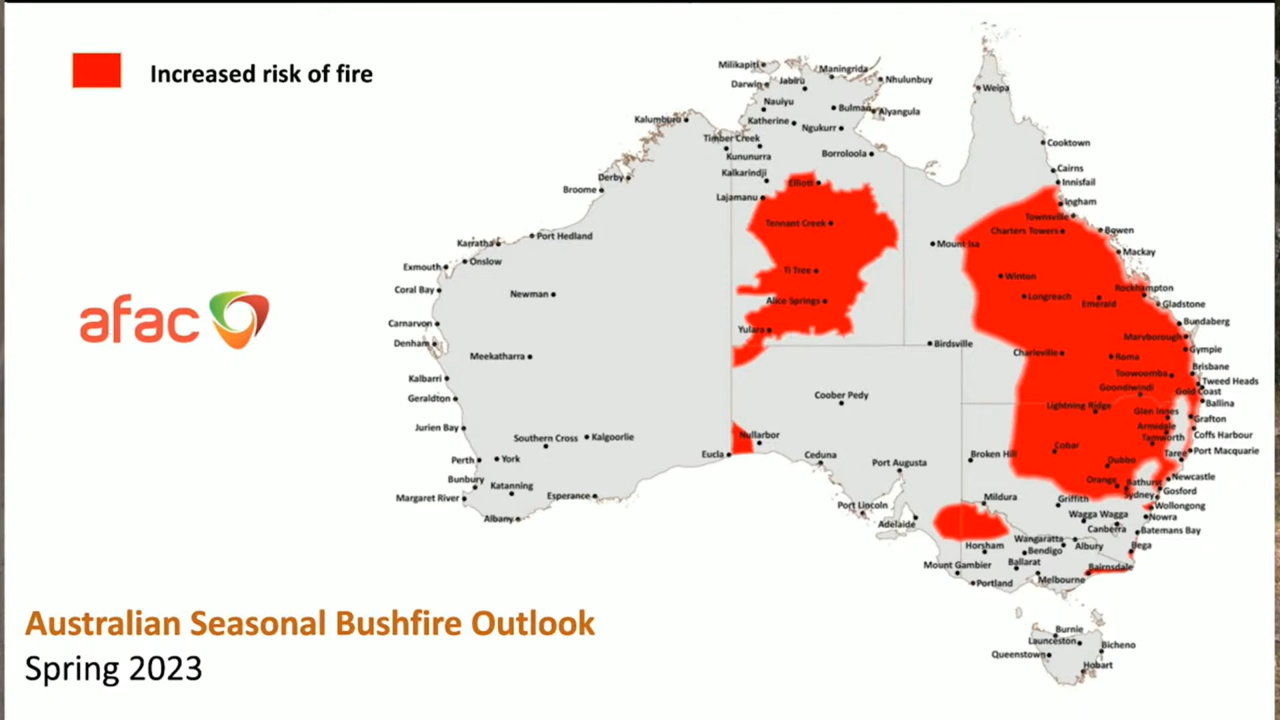 Increased risk of fire
afac
Australian Seasonal Bushfire Outlook
Spring 2023
Milikapiti
Maningrida
Darwin
Jabiru
Nhulunbuy
Weipa
Nauiyu
Bulman
Alyangula
Kalumburu
Katherine
Ngukurr
Timber Creek
Cooktown
Kununurra
Borroloola
Kalkarindji
Cairns
Derby
Elliott
Innisfail
Broome
Lajamanu
Ingham
Townsville
Tennant Creek
Charters Towers
Bowen
Karratha
Port Hedland
Mount Isa
Mackay
Exmouth
Onslow
Ti Tree
Winton
Coral Bay
Newman
Alice Springs
Longreach
Emerald
Rockhampton
Gladstone
Carnarvon
Yulara
Bundaberg
Denham
Birdsville
Maryborough
Gympie
Meekatharra
Charleville
Roma
Brisbane
Kalbarri
Toowoomba
Tweed Heads
Geraldton
Coober Pedy
Goondiwindi
Gold Coast
Lightning Ridge
Ballina
Glen Innes
Grafton
Jurien Bay
Southern Cross
Kalgoorlie
Nullarbor
Armidale
Tamworth
Coffs Harbour
Cobar
Port Macquarie
Perth
York
Eucla
Ceduna
Port Augusta
Broken Hill
Dubbo
Taree
Bunbury
Katanning
Orange
Bathurst
Newcastle
Margaret River
Esperance
Mildura
Griffith
Sydney
Gosford
Albany
Port Lincoln
Wollongong
Adelaide
Wagga Wagga
Nowra
Canberra
Batemans Bay
Horsham
Wangaratta
Albury
Bega
Bendigo
Mount Gambier
Ballarat
Bairnsdale
Portland
Melbourne
Burnie
Launceston
Bicheno
Queenstown
Hobart